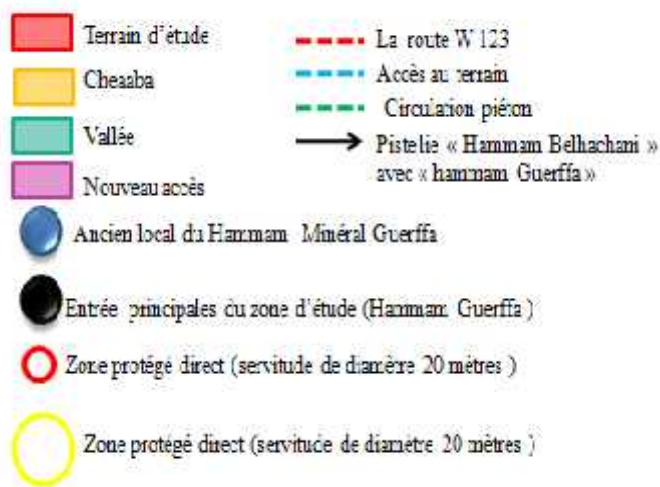 Terrain d'étude
La route W 123
Cheaaba
Accès au terrain
Circulation piéton
Vallée
Piste lie « Hammam Belhachani »
avec « hammam Guerffa »
Nouveau accès
Ancien local du Hammam Minéral Guerffa
Entrée principales du zone d'étude (Hammam Guerffa )
Zone protégé direct (servitude de diamètre 20 mètres )
Zone protégé direct (servitude de diamètre 20 mètres )